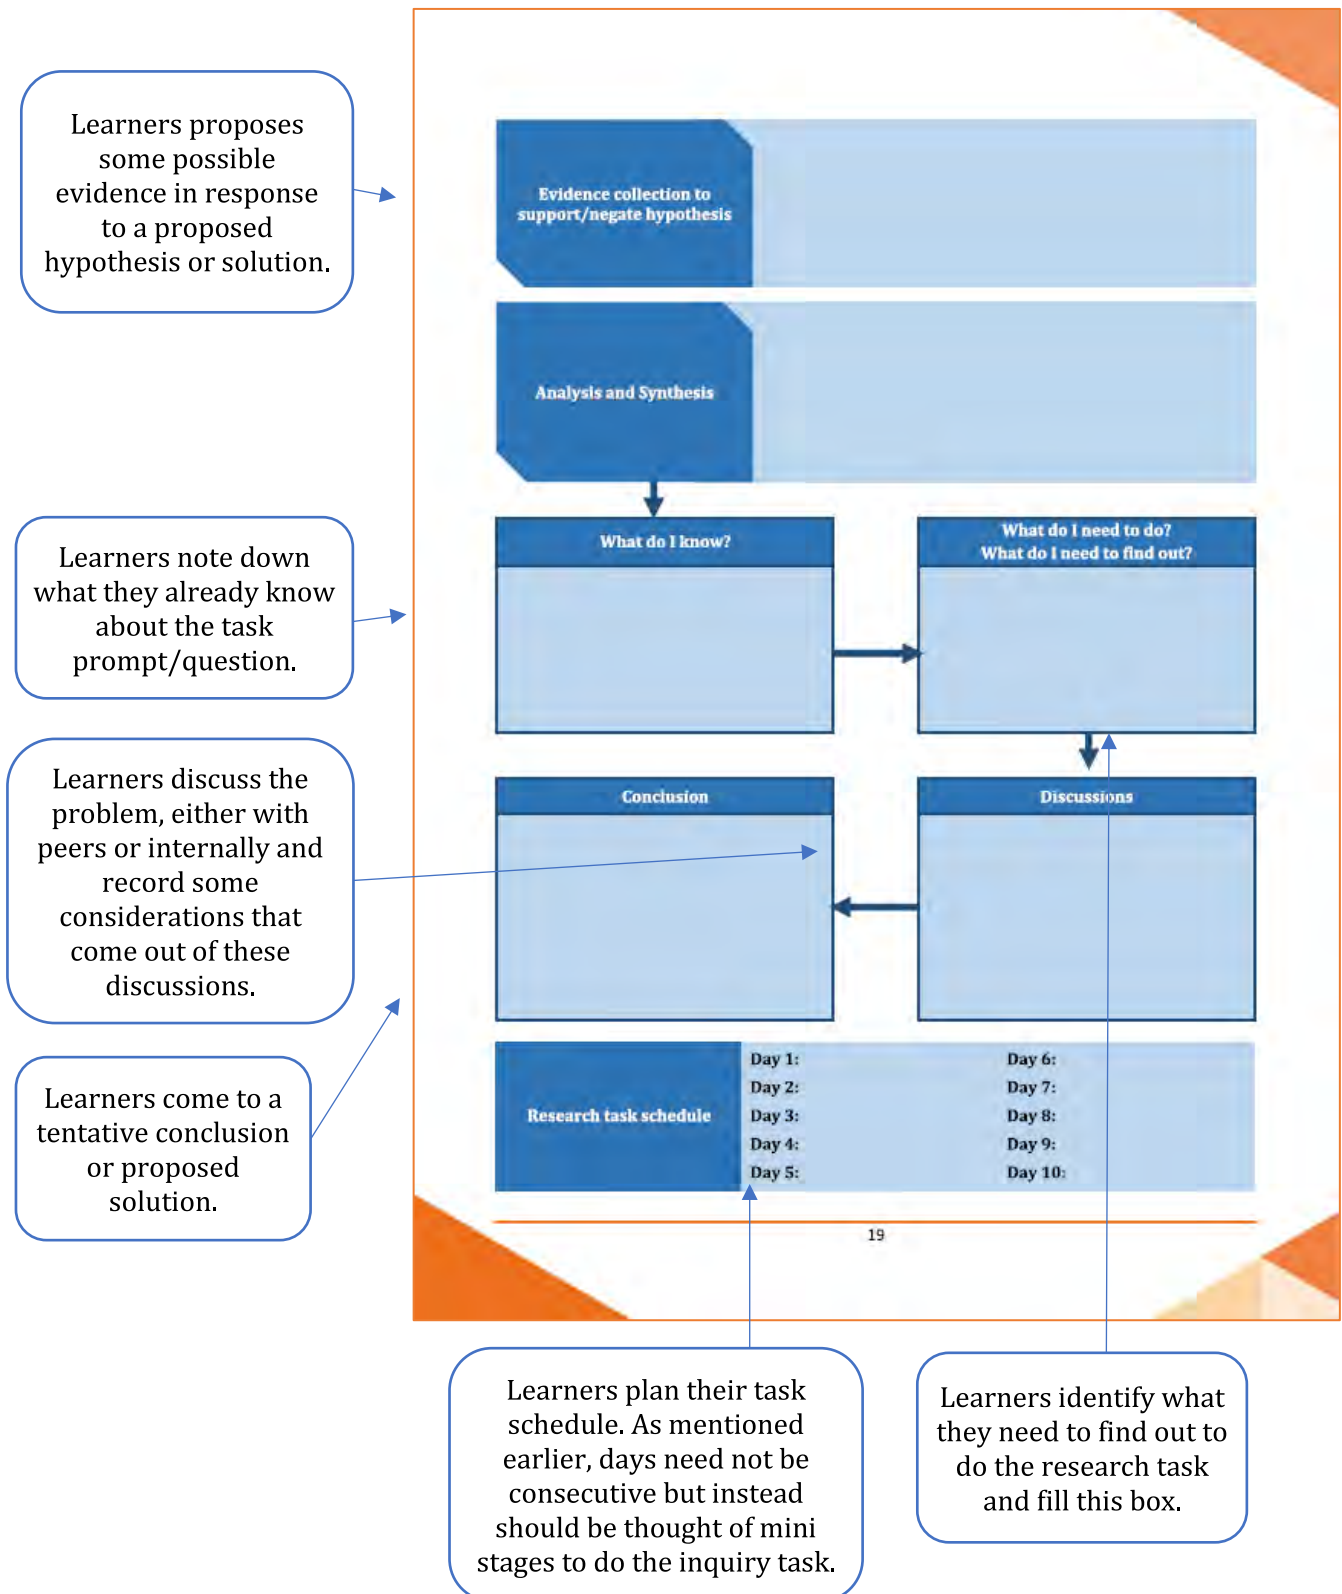 Learners proposes
some possible
evidence in response
to a proposed
hypothesis or solution.
Evidence collection to
support/negate hypothesis
Analysis and Synthesis
Learners note down
what they already know
about the task
prompt/question.
What do I know?
What do I need to do?
What do I need to find out?
Learners discuss the
problem, either with
peers or internally and
record some
considerations that
come out of these
discussions.
Conclusion
Discussions
Learners come to a
tentative conclusion
or proposed
solution.
Research task schedule
Day 1:
Day 2:
Day 3:
Day 4:
Day 5:
Day 6:
Day 7:
Day 8:
Day 9:
Day 10:
19
Learners plan their task
schedule. As mentioned
earlier, days need not be
consecutive but instead
should be thought of mini
stages to do the inquiry task.
Learners identify what
they need to find out to
do the research task
and fill this box.